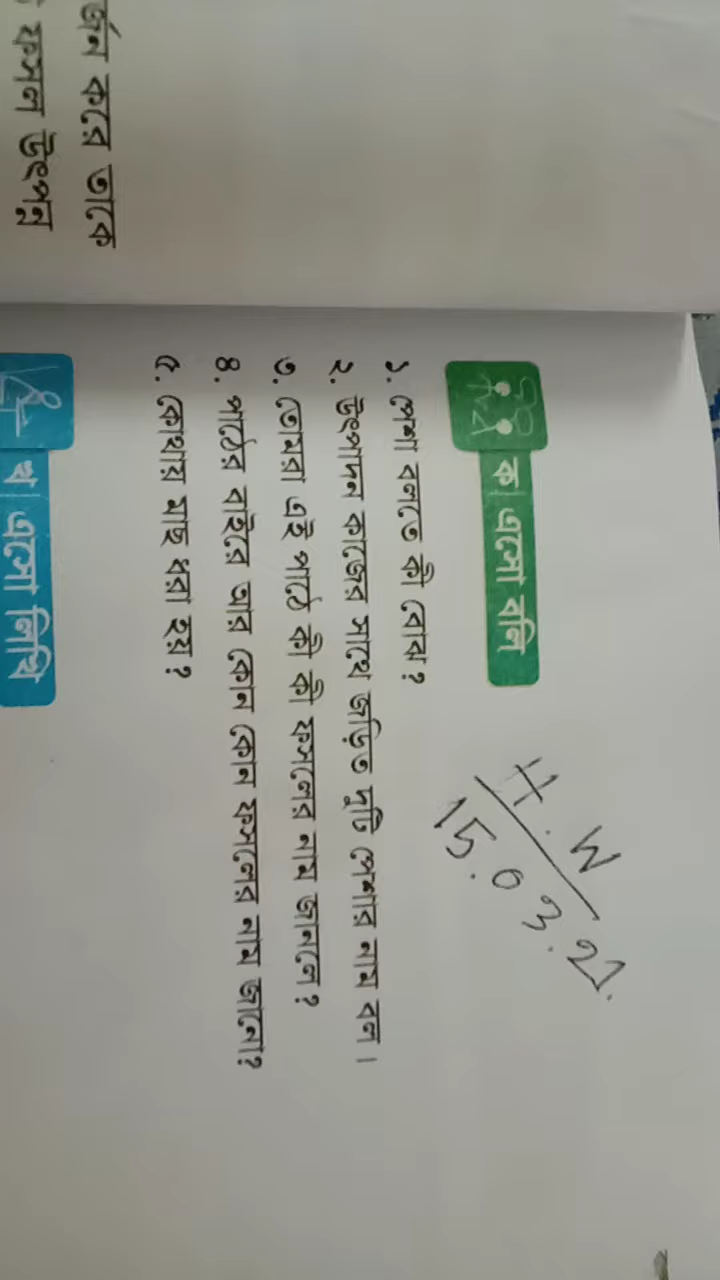 র্জন করে তাকে
ফসল উৎপন্ন
ক এসো বলি
H.W
15.03.27.
১. পেশা বলতে কী বোঝ?
২. উৎপাদন কাজের সাথে জড়িত দুটি পেশার নাম বল।
৩. তোমরা এই পাঠে কী কী ফসলের নাম জানলে?
৪. পাঠের বাইরে আর কোন কোন ফসলের নাম জানো?
৫. কোথায় মাছ ধরা হয়?
খ এসো লিখি